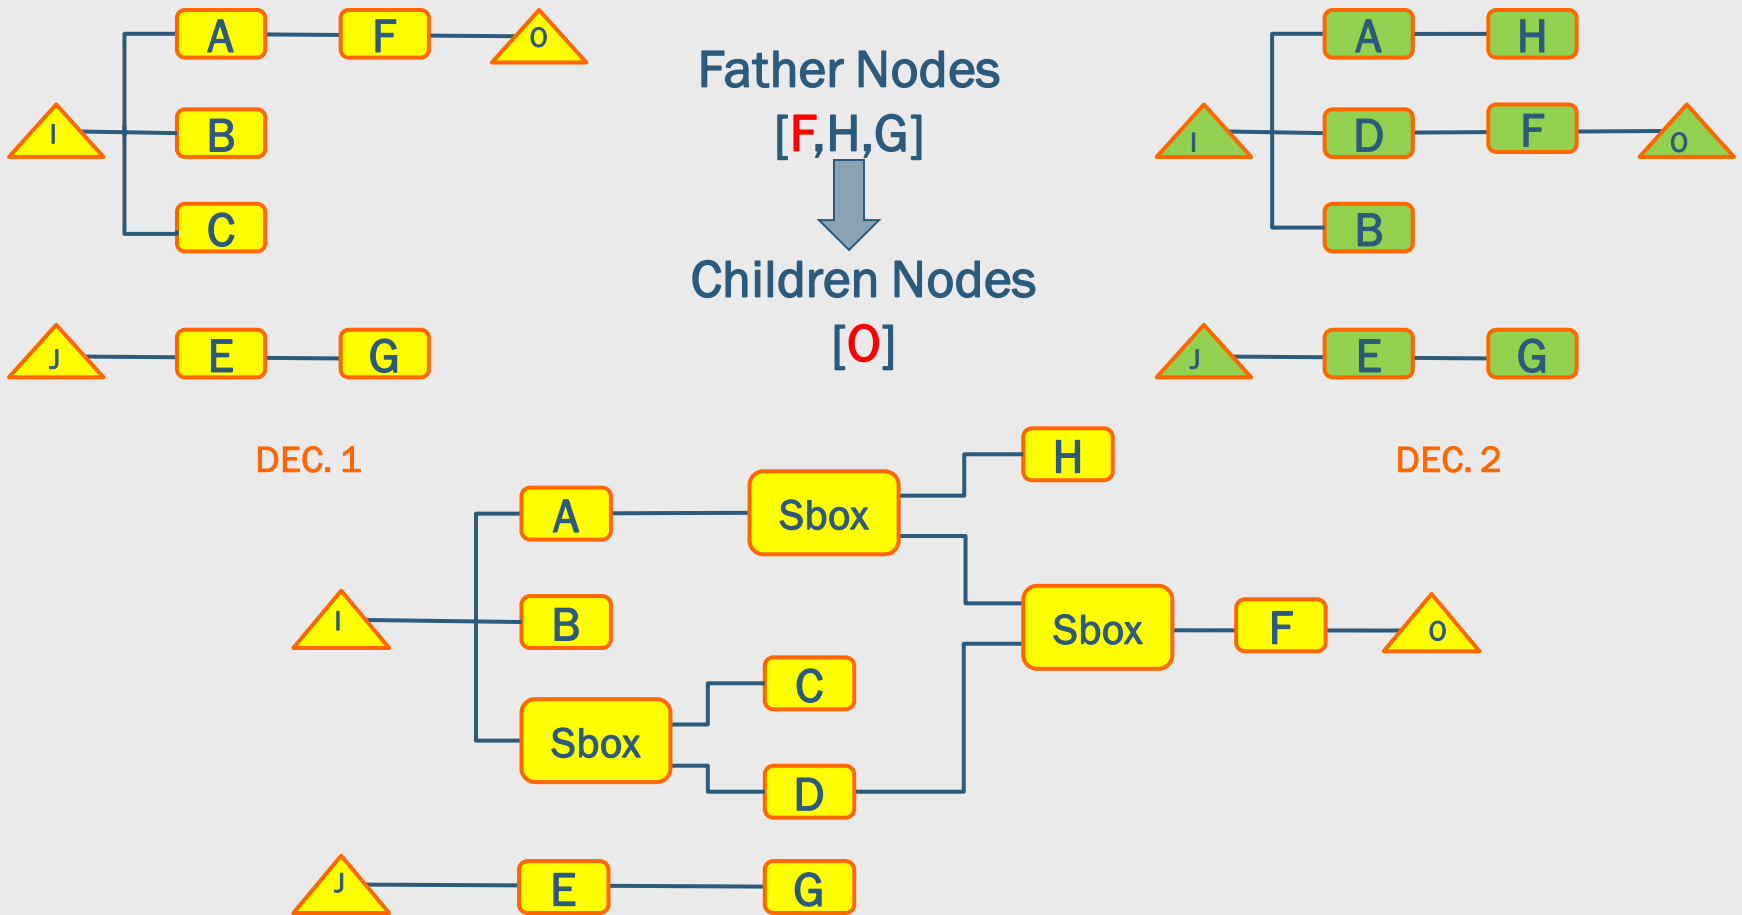 A F O
I B
C
J E G
DEC. 1
Father Nodes
[F,H,G]
Children Nodes
[O]
A H
I D F O
B
J E G
DEC. 2
H
A Sbox
I B Sbox F O
C
Sbox
D
J E G